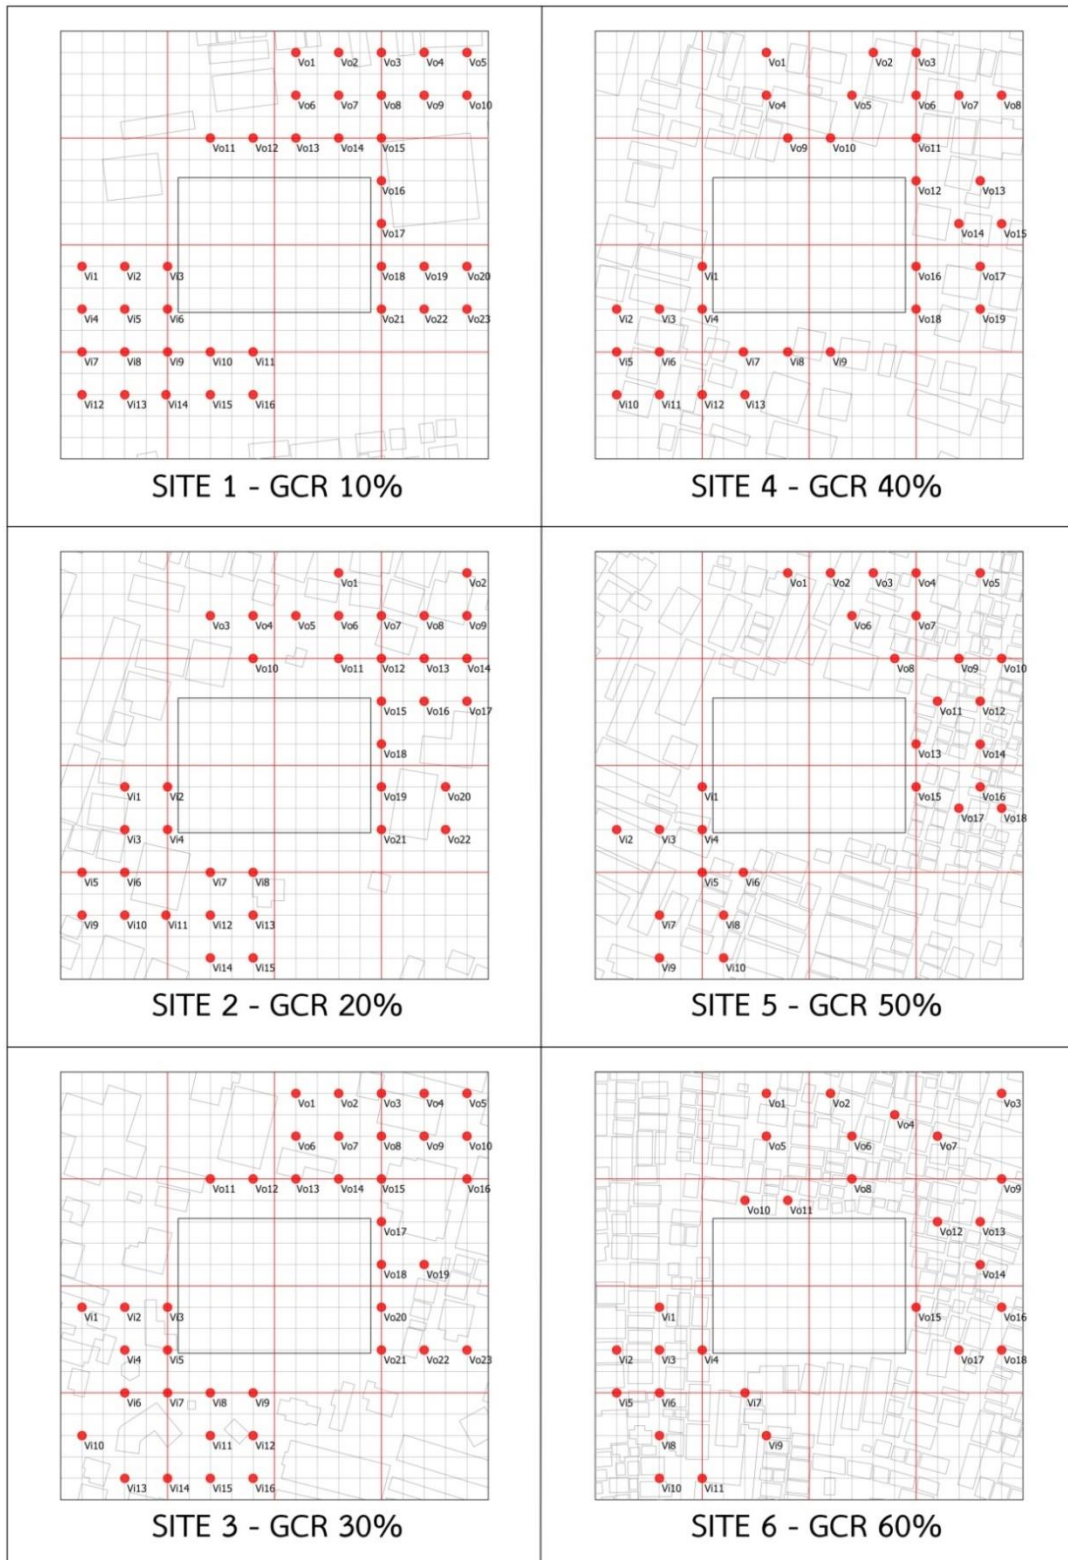 Vo1 Vo2 Vo3 Vo4 Vo5
Vo6 Vo7 Vo8 Vo9 Vo10
Vo11 Vo12 Vo13 Vo14 Vo15
Vo16
Vo17
Vi1 Vi2 Vi3 Vo18 Vo19 Vo20
Vi4 Vi5 Vi6 Vo21 Vo22 Vo23
Vi7 Vi8 Vi9 Vi10 Vi11
Vi12 Vi13 Vi14 Vi15 Vi16
SITE 1 - GCR 10%
Vo1 Vo2 Vo3
Vo4 Vo5 Vo6 Vo7 Vo8
Vo9 Vo10 Vo11
Vo12 Vo13
Vo14 Vo15
Vi1 Vo16 Vo17
Vi2 Vi3 Vi4 Vo18 Vo19
Vi5 Vi6 Vi7 Vi8 Vi9
Vi10 Vi11 Vi12 Vi13
SITE 4 - GCR 40%
Vo1 Vo2
Vo3 Vo4 Vo5 Vo6 Vo7 Vo8 Vo9
Vo10 Vo11 Vo12 Vo13 Vo14
Vo15 Vo16 Vo17
Vo18
Vi1 Vi2 Vo19 Vo20
Vi3 Vi4 Vo21 Vo22
Vi5 Vi6 Vi7 Vi8
Vi9 Vi10 Vi11 Vi12 Vi13
Vi14 Vi15
SITE 2 - GCR 20%
Vo1 Vo2 Vo3 Vo4 Vo5
Vo6 Vo7
Vo8 Vo9 Vo10
Vo11 Vo12
Vo13 Vo14
Vi1 Vo15 Vo16
Vo17 Vo18
Vi2 Vi3 Vi4
Vi5 Vi6
Vi7 Vi8
Vi9 Vi10
SITE 5 - GCR 50%
Vo1 Vo2 Vo3 Vo4 Vo5
Vo6 Vo7 Vo8 Vo9 Vo10
Vo11 Vo12 Vo13 Vo14 Vo15 Vo16
Vo17
Vo18 Vo19
Vi1 Vi2 Vi3 Vo20
Vi4 Vi5 Vo21 Vo22 Vo23
Vi6 Vi7 Vi8 Vi9
Vi10 Vi11 Vi12
Vi13 Vi14 Vi15 Vi16
SITE 3 - GCR 30%
Vo1 Vo2 Vo3
Vo4
Vo5 Vo6 Vo7
Vo8 Vo9
Vo10 Vo11
Vo12 Vo13
Vo14
Vi1 Vo15 Vo16
Vi2 Vi3 Vi4 Vo17 Vo18
Vi5 Vi6 Vi7
Vi8 Vi9
Vi10 Vi11
SITE 6 - GCR 60%